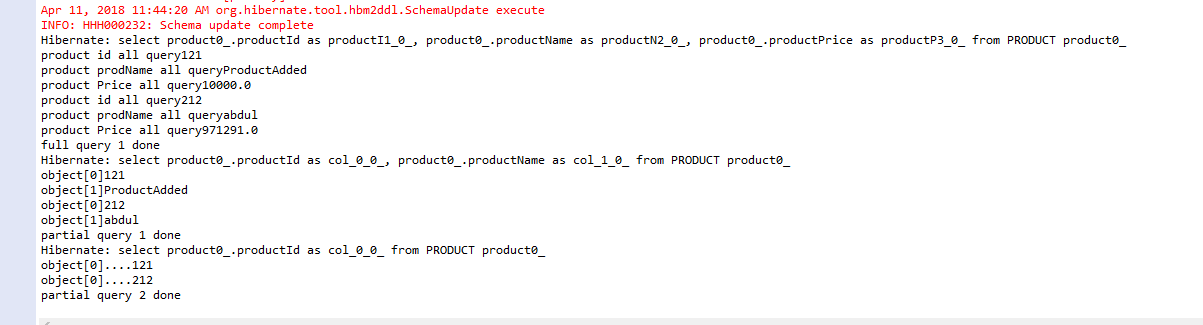 Apr 11, 2018 11:44:20 AM org.hibernate.tool.hbm2ddl.SchemaUpdate execute
INFO: HHH000232: Schema update complete
Hibernate: select product0_.productId as productI1_0_, product0_.productName as productN2_0_, product0_.productPrice as productP3_0_ from PRODUCT product0_
product id all query121
product prodName all queryProductAdded
product Price all query10000.0
product id all query212
product prodName all queryabdul
product Price all query971291.0
full query 1 done
Hibernate: select product0_.productId as col_0_0_, product0_.productName as col_1_0_ from PRODUCT product0_
object[0]121
object[1]ProductAdded
object[0]212
object[1]abdul
partial query 1 done
Hibernate: select product0_.productId as col_0_0_ from PRODUCT product0_
object[0]....121
object[0]....212
partial query 2 done